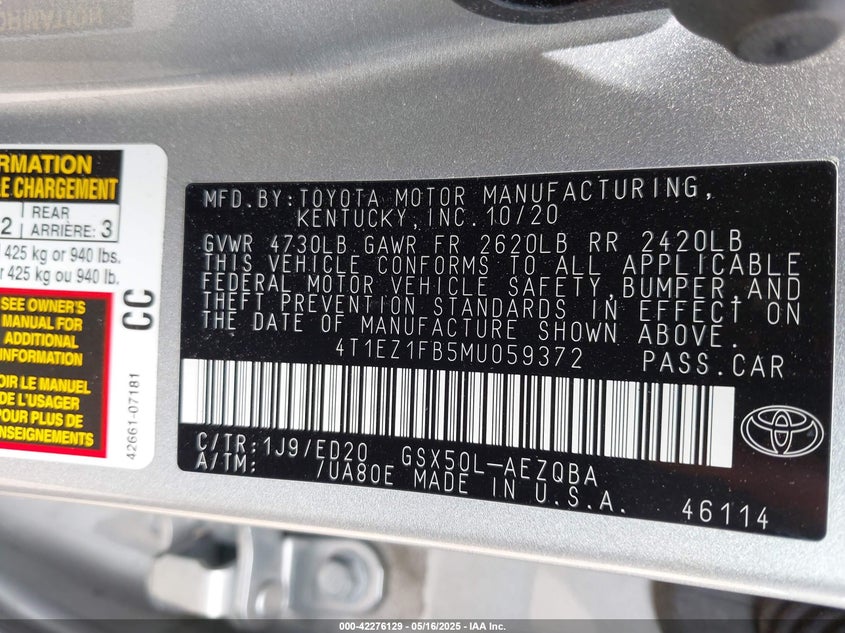 RMATION
E CHARGEMENT
2 REAR
ARRIÈRE: 3
425 kg or 940 lbs.
r 425 kg ou 940 lb.
SEE OWNER'S
MANUAL FOR
ADDITIONAL
INFORMATION
OIR LE MANUEL
DE L'USAGER
POUR PLUS DE
NSEIGNEMENTS
CC
42661-07181
MFD.BY:TOYOTA MOTOR MANUFACTURING,
KENTUCKY,INC.10/20
GVWR 4730LB GAWR FR 2620LB RR 2420LB
THIS VEHICLE CONFORMS TO ALL APPLICABLE
FEDERAL MOTOR VEHICLE SAFETY,BUMPER,AND
THEFT PREVENTION STANDARDS IN EFFECT ON
THE DATE OF MANUFACTURE SHOWN ABOVE.
4T1EZ1FB5MU059372 PASS.CAR
C/TR:1J9/ED20 GSX50L-AEZQBA
A/TM: /UA80E MADE IN U.S.A.
46114
000-42276129 — 05/16/2025 — IAA Inc.